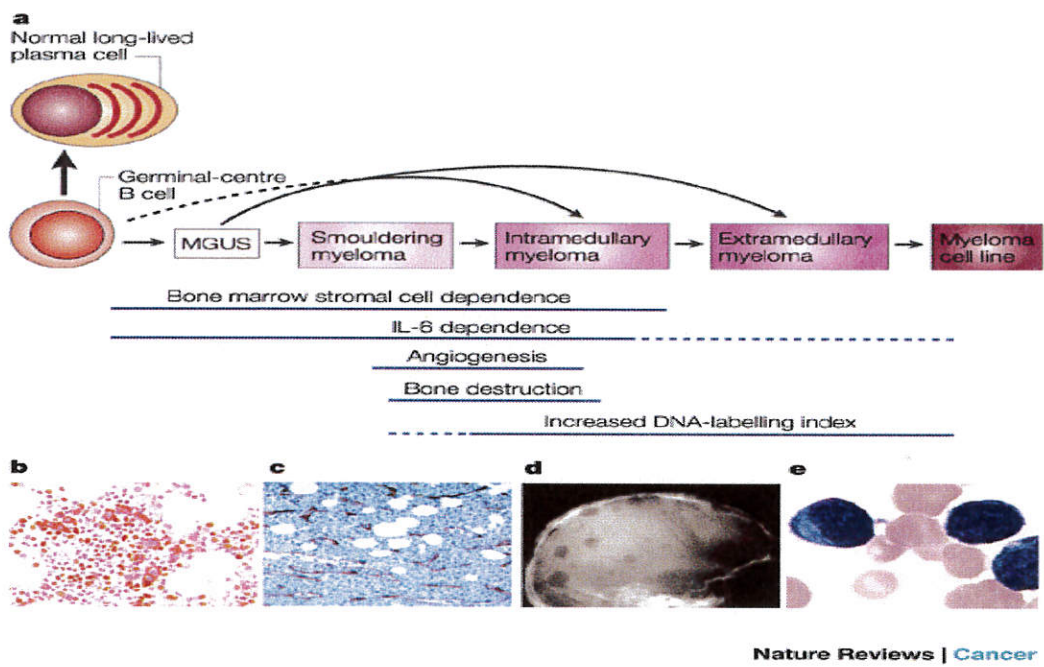 a
Normal long-lived
plasma cell
Germinal-centre
B cell
MGUS
Smouldering
myeloma
Intramedullary
myeloma
Extramedullary
myeloma
Myeloma
cell line
Bone marrow stromal cell dependence
IL-6 dependence
Angiogenesis
Bone destruction
Increased DNA-labelling index
b
c
d
e
Nature Reviews | Cancer